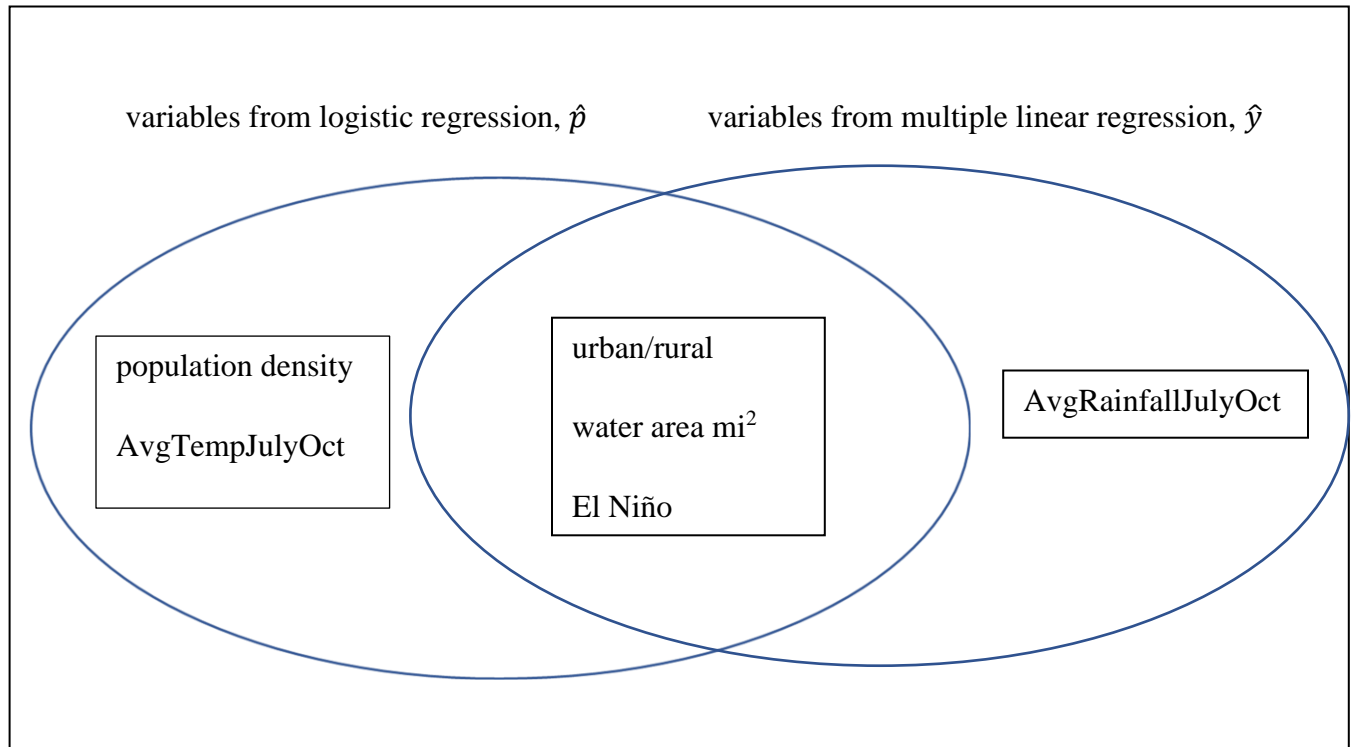 variables from logistic regression, p̂
variables from multiple linear regression, ŷ
population density
AvgTempJulyOct
urban/rural
water area mi²
El Niño
AvgRainfallJulyOct